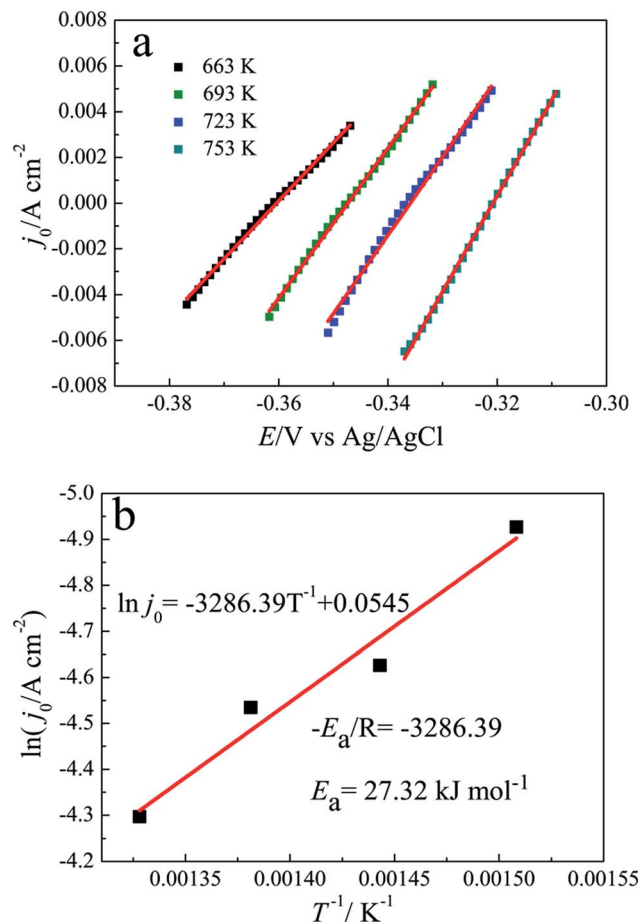 a
663 K
693 K
723 K
753 K
0.008
0.006
0.004
0.002
0.000
-0.002
-0.004
-0.006
-0.008
j₀/A cm⁻²
-0.38
-0.36
-0.34
-0.32
-0.30
E/V vs Ag/AgCl
b
-5.0
-4.9
-4.8
-4.7
-4.6
-4.5
-4.4
-4.3
-4.2
ln(j₀/A cm⁻²)
ln j₀= -3286.39T⁻¹+0.0545
-Eₐ/R= -3286.39
Eₐ= 27.32 kJ mol⁻¹
0.00135
0.00140
0.00145
0.00150
0.00155
T⁻¹/ K⁻¹